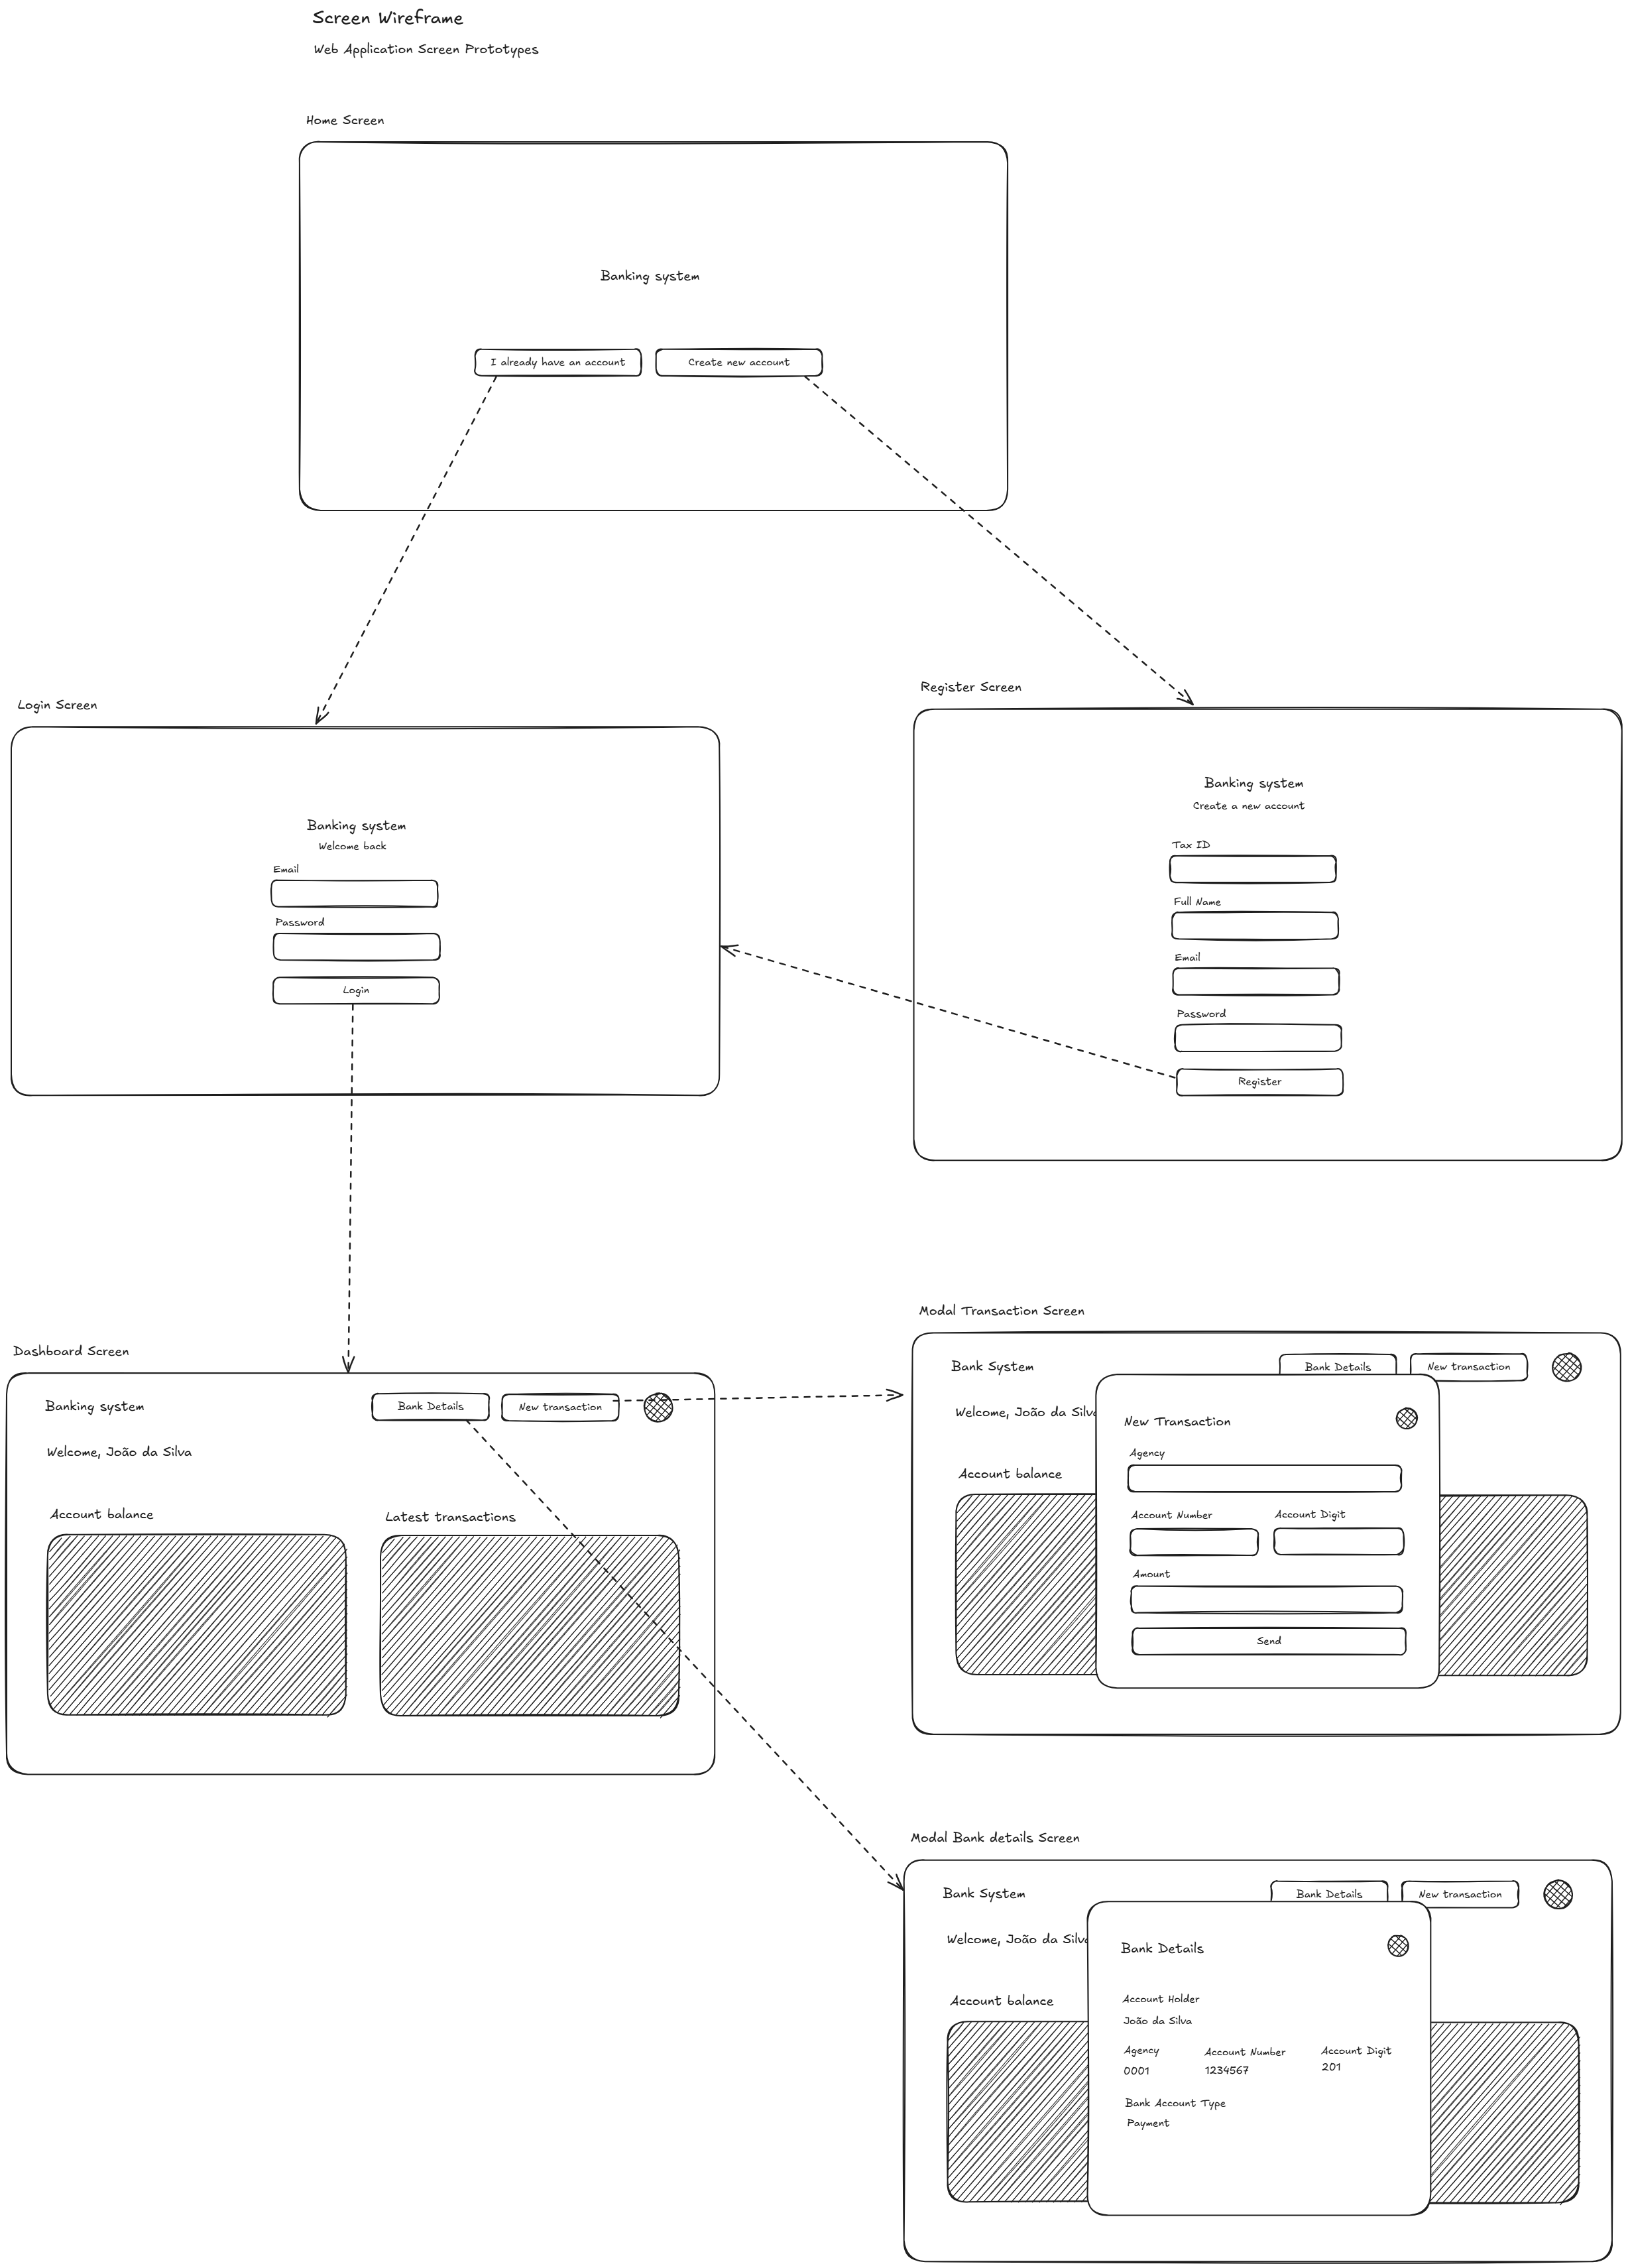 Screen Wireframe
Web Application Screen Prototypes
Home Screen
Banking system
I already have an account
Create new account
Login Screen
Banking system
Welcome back
Email
Password
Login
Register Screen
Banking system
Create a new account
Tax ID
Full Name
Email
Password
Register
Dashboard Screen
Banking system
Bank Details
New transaction
Welcome, João da Silva
Account balance
Latest transactions
Modal Transaction Screen
Bank System
Bank Details
New transaction
Welcome, João da Silva
Account balance
New Transaction
Agency
Account Number
Account Digit
Amount
Send
Modal Bank details Screen
Bank System
Bank Details
New transaction
Welcome, João da Silva
Account balance
Bank Details
Account Holder
João da Silva
Agency
Account Number
Account Digit
0001
1234567
201
Bank Account Type
Payment